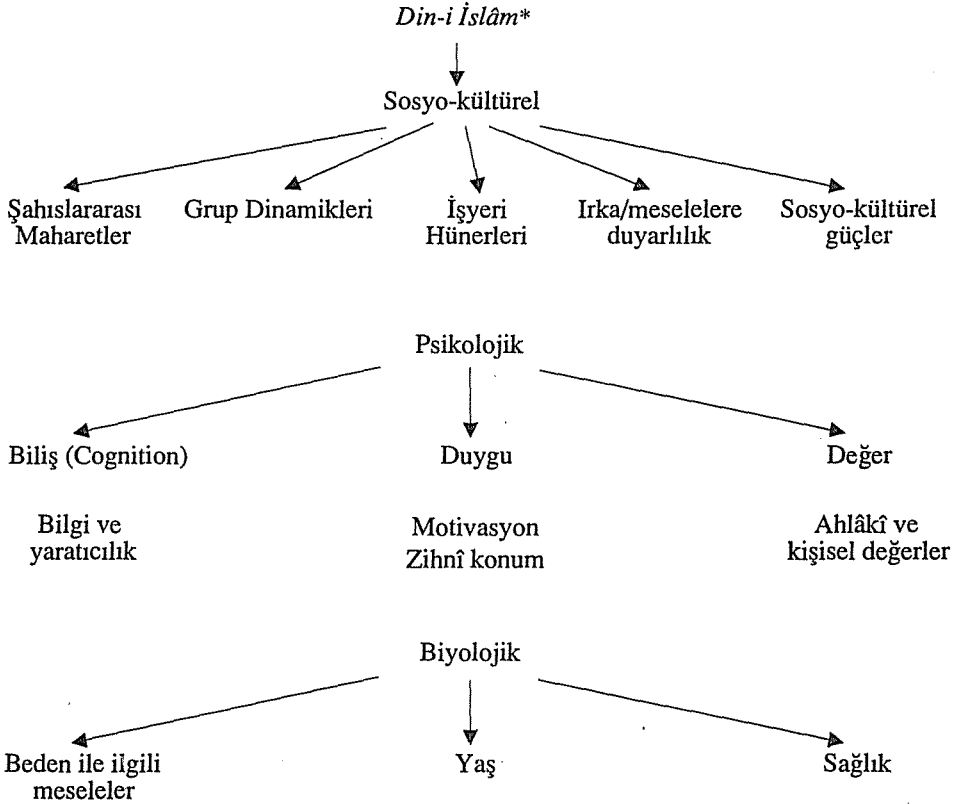 Din-i İslâm*
Sosyo-kültürel
Şahıslararası
Maharetler
Grup Dinamikleri
İşyeri
Hünerleri
Irka/meselelere
duyarlılık
Sosyo-kültürel
güçler
Psikolojik
Biliş (Cognition)
Duygu
Değer
Bilgi ve
yaratıcılık
Motivasyon
Zihnî konum
Ahlâkî ve
kişisel değerler
Biyolojik
Beden ile ilgili
meseleler
Yaş
Sağlık